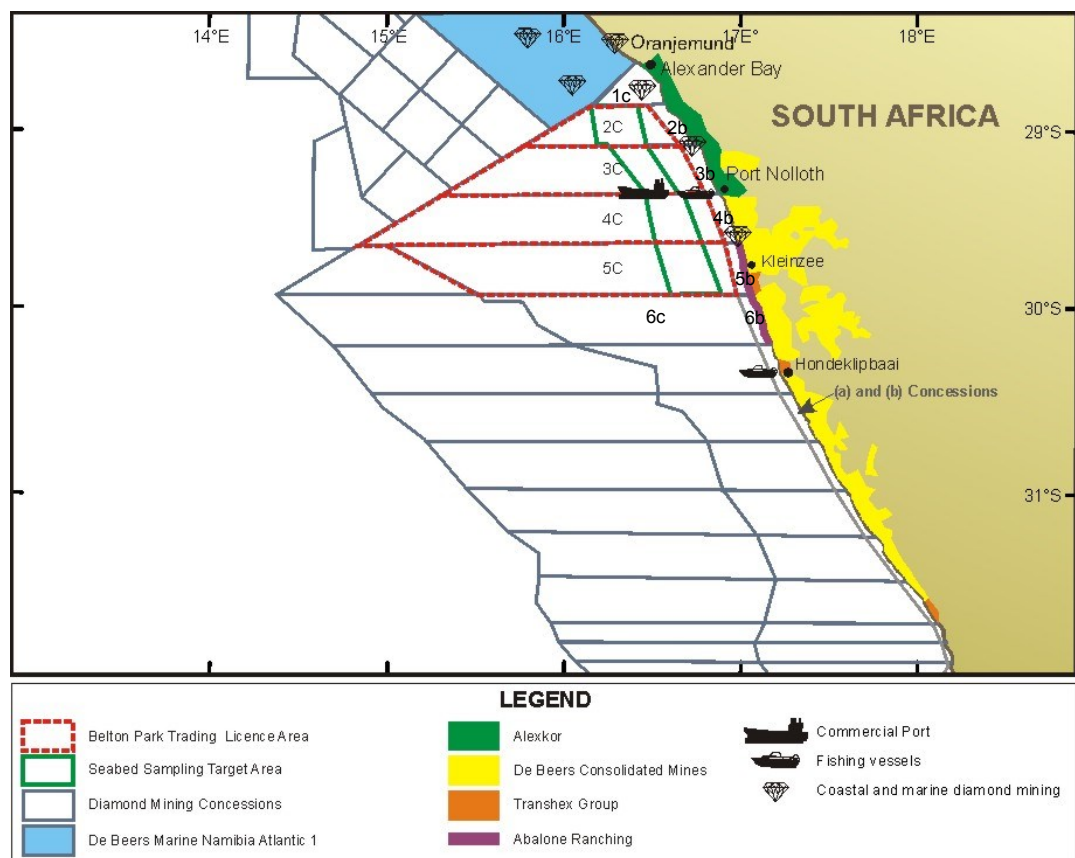 14°E
15°E
16°E
17°E
18°E
Oranjemund
Alexander Bay
1c
SOUTH AFRICA
2C
2b
29°S
3C
3b
Port Nolloth
4C
4b
Kleinzee
5C
5b
6c
6b
30°S
Hondeklipbaai
(a) and (b) Concessions
31°S
LEGEND
Belton Park Trading Licence Area
Seabed Sampling Target Area
Diamond Mining Concessions
De Beers Marine Namibia Atlantic 1
Alexkor
De Beers Consolidated Mines
Transhex Group
Abalone Ranching
Commercial Port
Fishing vessels
Coastal and marine diamond mining